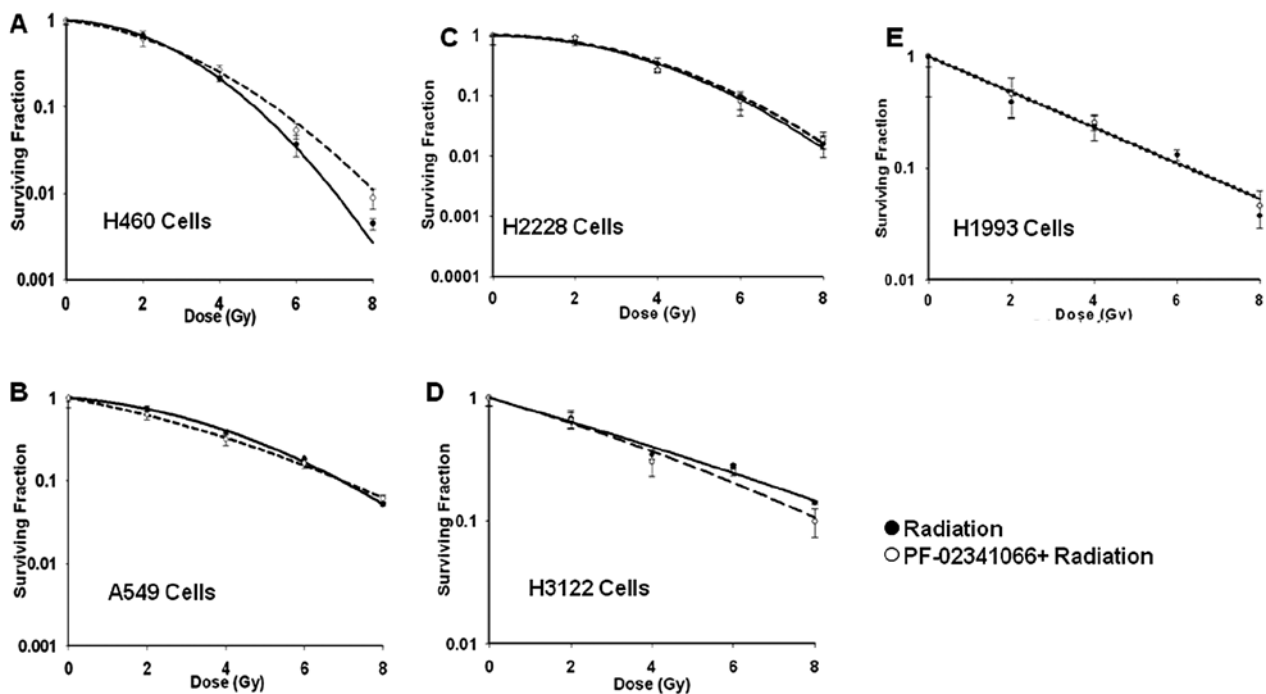 A
Surviving Fraction
1
0.1
0.01
0.001
H460 Cells
0 2 4 6 8
Dose (Gy)
C
Surviving Fraction
1
0.1
0.01
0.001
0.0001
H2228 Cells
0 2 4 6 8
Dose (Gy)
E
Surviving Fraction
1
0.1
0.01
H1993 Cells
0 2 4 6 8
Dose (Gy)
B
Surviving Fraction
1
0.1
0.01
0.001
A549 Cells
0 2 4 6 8
Dose (Gy)
D
Surviving Fraction
1
0.1
0.01
H3122 Cells
0 2 4 6 8
Dose (Gy)
Radiation
PF-02341066+ Radiation